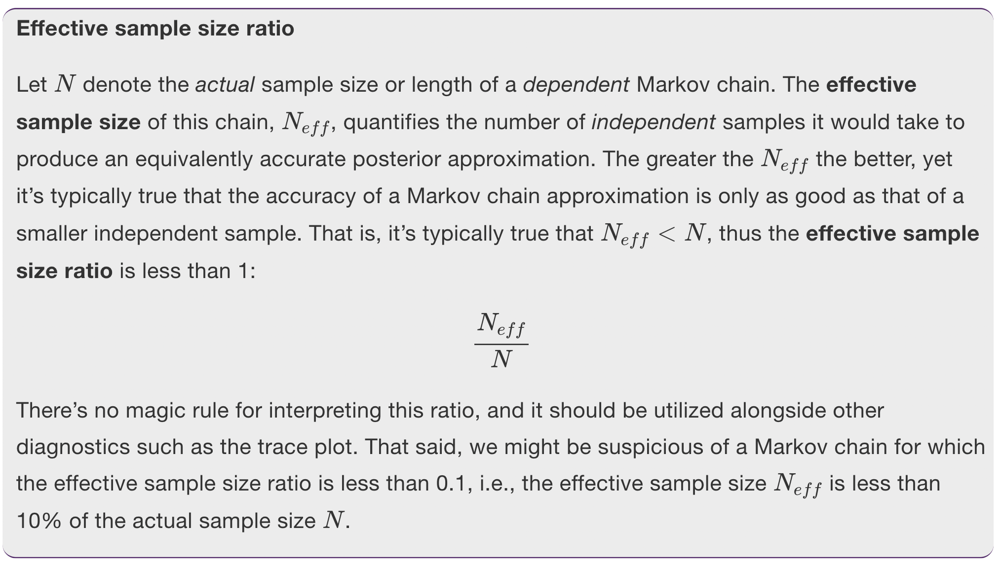 Effective sample size ratio
Let N denote the actual sample size or length of a dependent Markov chain. The effective
sample size of this chain, N_{eff}, quantifies the number of independent samples it would take to
produce an equivalently accurate posterior approximation. The greater the N_{eff} the better, yet
it’s typically true that the accuracy of a Markov chain approximation is only as good as that of a
smaller independent sample. That is, it’s typically true that N_{eff} < N, thus the effective sample
size ratio is less than 1:
N_{eff}
N
There’s no magic rule for interpreting this ratio, and it should be utilized alongside other
diagnostics such as the trace plot. That said, we might be suspicious of a Markov chain for which
the effective sample size ratio is less than 0.1, i.e., the effective sample size N_{eff} is less than
10% of the actual sample size N.